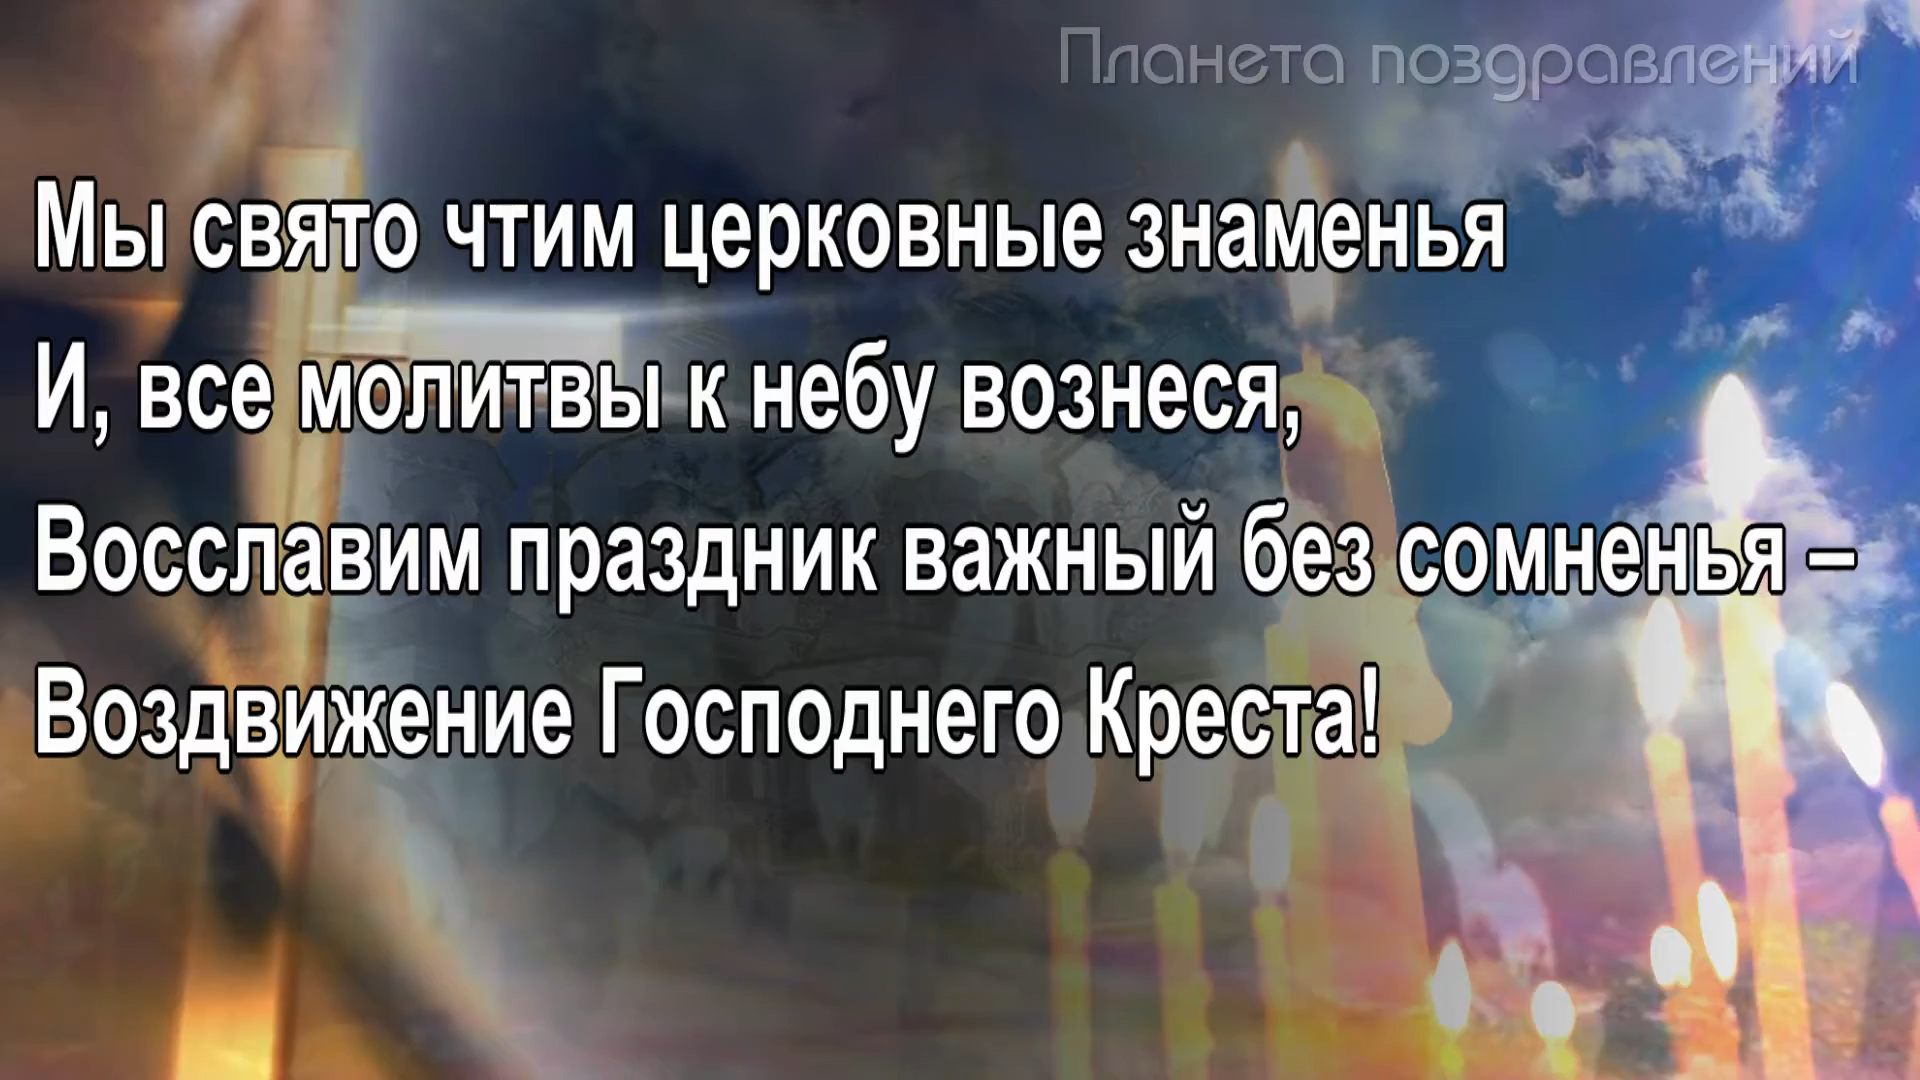 Планета поздравлений
Мы свято чтим церковные знаменья
И, все молитвы к небу вознеся,
Восславим праздник важный без сомненья –
Воздвижение Господнего Креста!